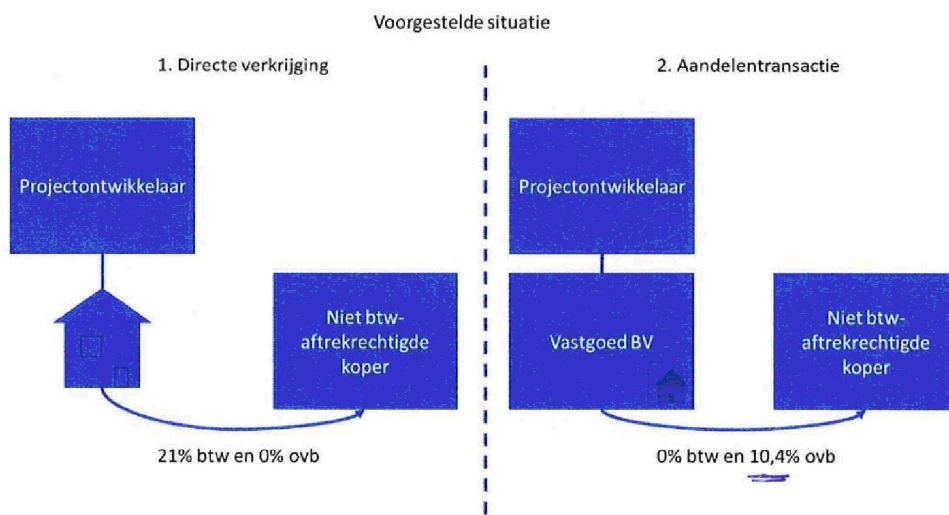 Voorgestelde situatie
1. Directe verkrijging
Projectontwikkelaar
Niet btw-
aftrekrechtigde
koper
21% btw en 0% ovb
2. Aandelentransactie
Projectontwikkelaar
Vastgoed BV
Niet btw-
aftrekrechtigde
koper
0% btw en 10,4% ovb